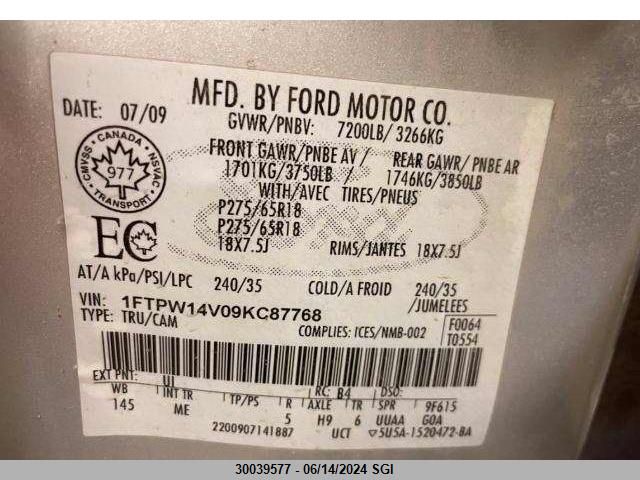 MFD. BY FORD MOTOR CO.
DATE: 07/09
GVWR/PNBV: 7200LB/ 3266KG
FRONT GAWR/PNBE AV / REAR GAWR/ PNBE AR
1701KG/3750LB / 1746KG/3850LB
WITH/AVEC TIRES/PNEUS
CANADA
CMVSS NSVAC
977
TRANSPORT
P275/65R18
P275/65R18
18X7.5J RIMS/JANTES 18X7.5J
EC
AT/A kPa/PSI/LPC 240/35 COLD/A FROID 240/35
/JUMELEES
VIN: 1FTPW14V09KC87768
TYPE: TRU/CAM COMPLIES: ICES/NMB-002
F0064
T0554
EXT PNT: UI RC: B4 DSO:
WB INT TR TP/PS R AXLE TR SPR 9F615
145 ME 5 H9 6 UUAA GOA
2200907141887 UCT 5U5A-1520472-BA
30039577 - 06/14/2024 SGI